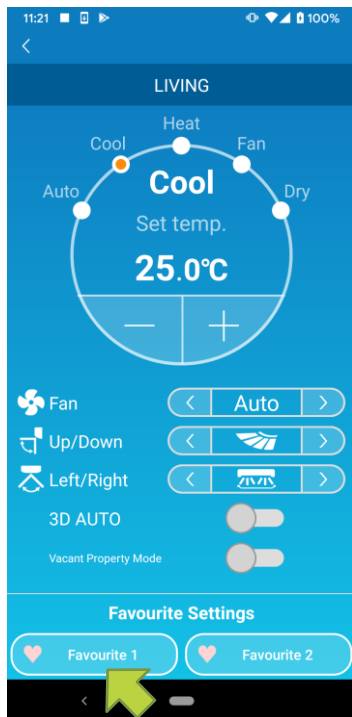 11:21 100%
LIVING
Heat
Cool Fan
Auto Cool Dry
Set temp.
25.0°C
Fan Auto
Up/Down
Left/Right
3D AUTO
Vacant Property Mode
Favourite Settings
Favourite 1 Favourite 2